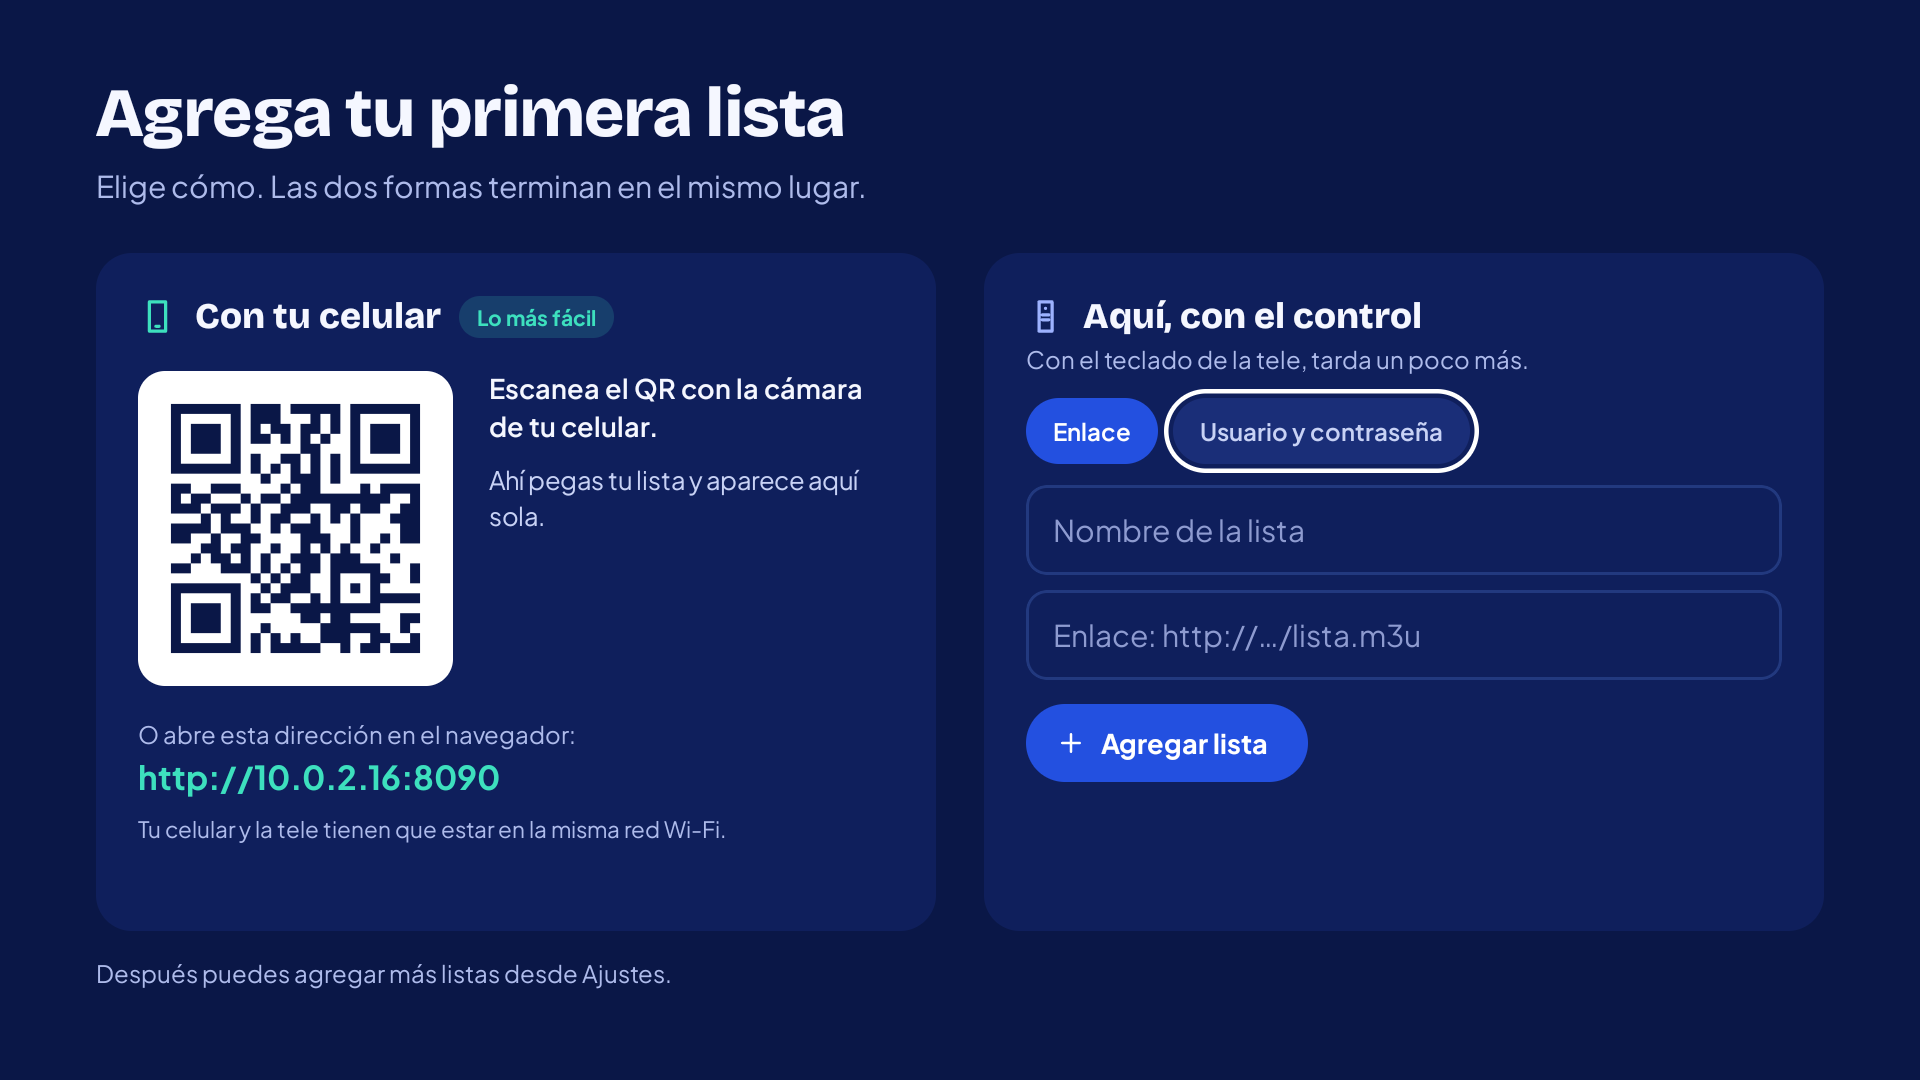 Agrega tu primera lista
Elige cómo. Las dos formas terminan en el mismo lugar.
Con tu celular
Lo más fácil
Escanea el QR con la cámara
de tu celular.
Ahí pegas tu lista y aparece aquí
sola.
O abre esta dirección en el navegador:
http://10.0.2.16:8090
Tu celular y la tele tienen que estar en la misma red Wi-Fi.
Aquí, con el control
Con el teclado de la tele, tarda un poco más.
Enlace
Usuario y contraseña
Nombre de la lista
Enlace: http://…/lista.m3u
+ Agregar lista
Después puedes agregar más listas desde Ajustes.